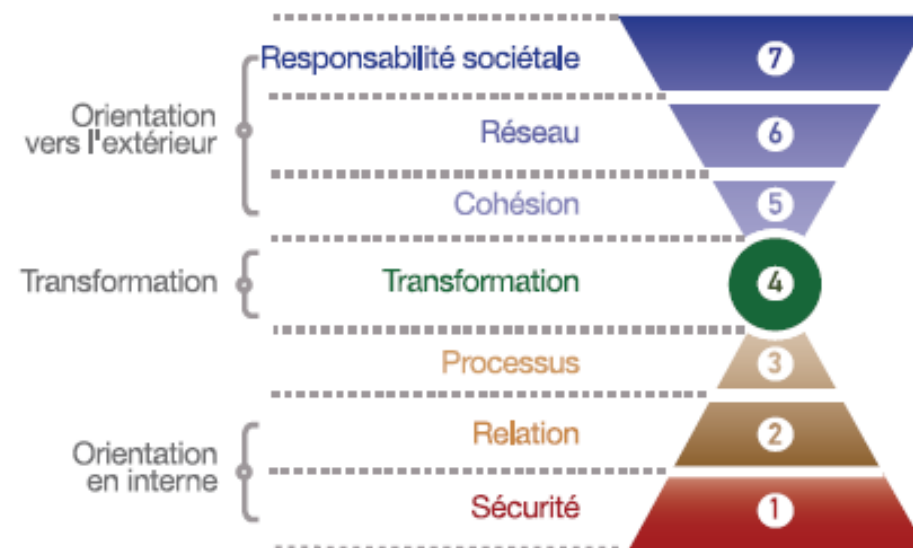 Responsabilité sociétale
7
Orientation
vers l'extérieur
Réseau
6
Cohésion
5
Transformation
Transformation
4
Processus
3
Orientation
en interne
Relation
2
Sécurité
1